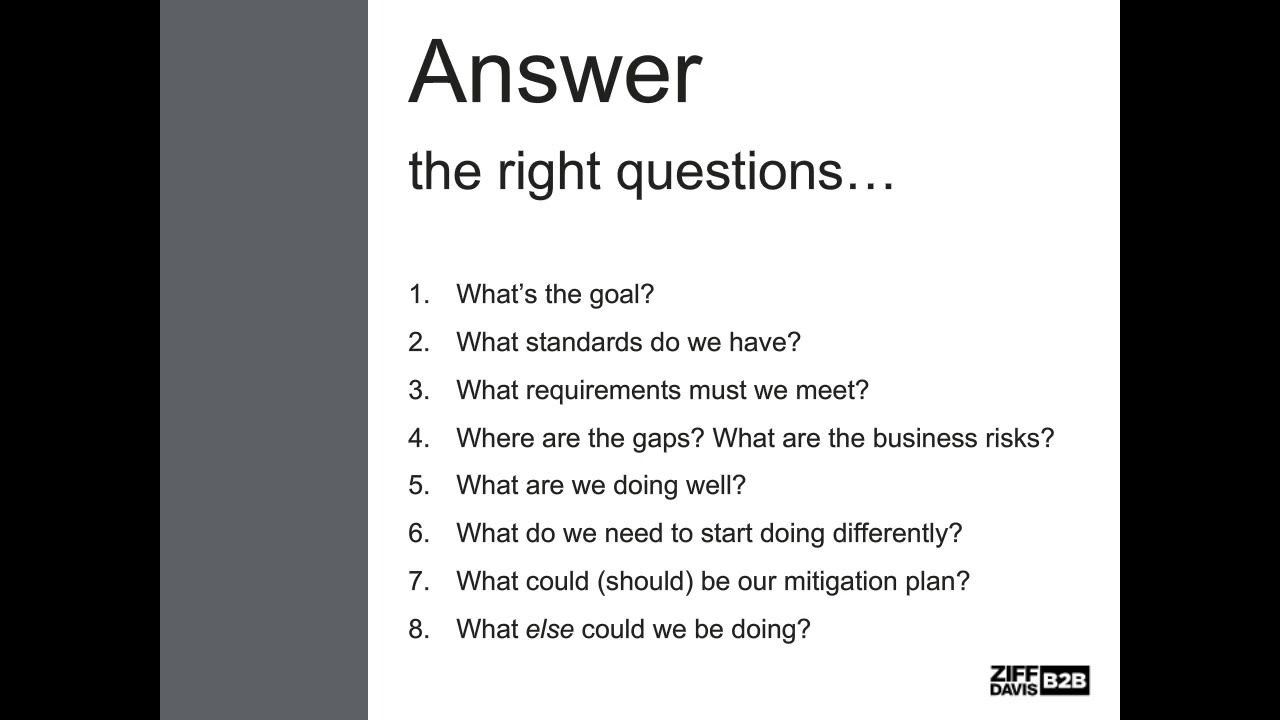 Answer
the right questions…
1. What’s the goal?
2. What standards do we have?
3. What requirements must we meet?
4. Where are the gaps? What are the business risks?
5. What are we doing well?
6. What do we need to start doing differently?
7. What could (should) be our mitigation plan?
8. What else could we be doing?
ZIFF
DAVIS B2B